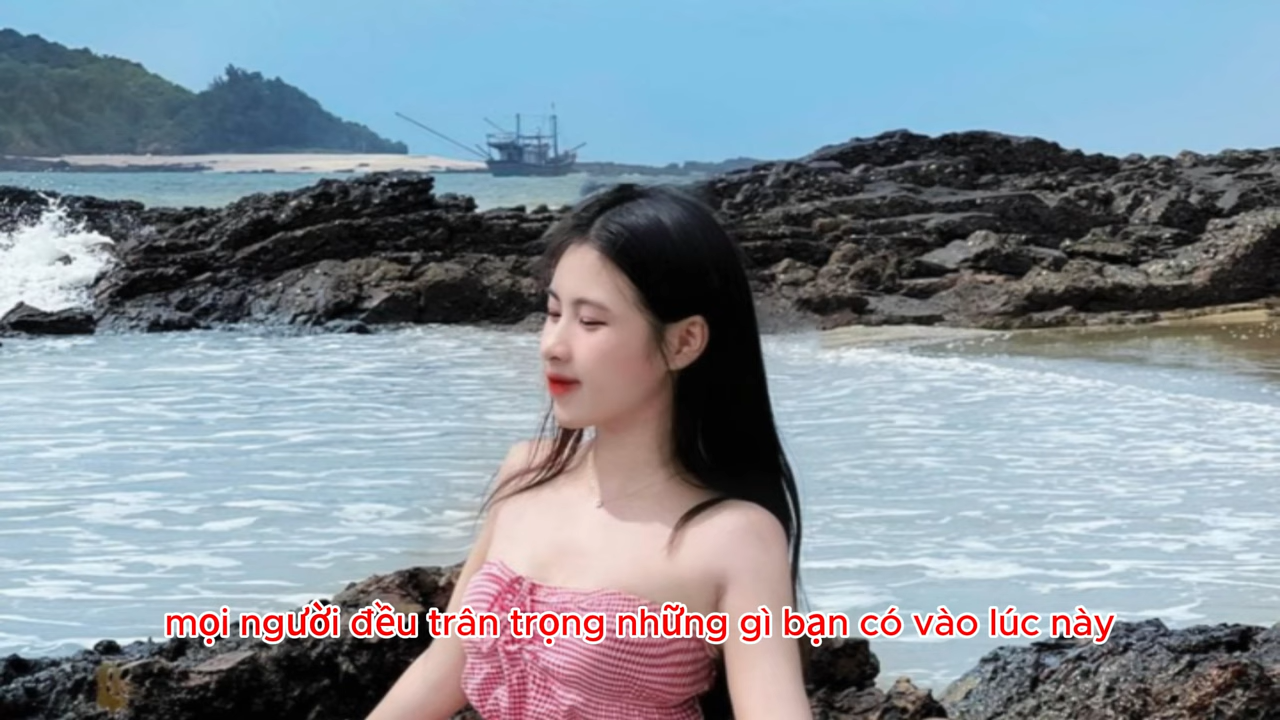 mọi người đều trân trọng những gì bạn có vào lúc này